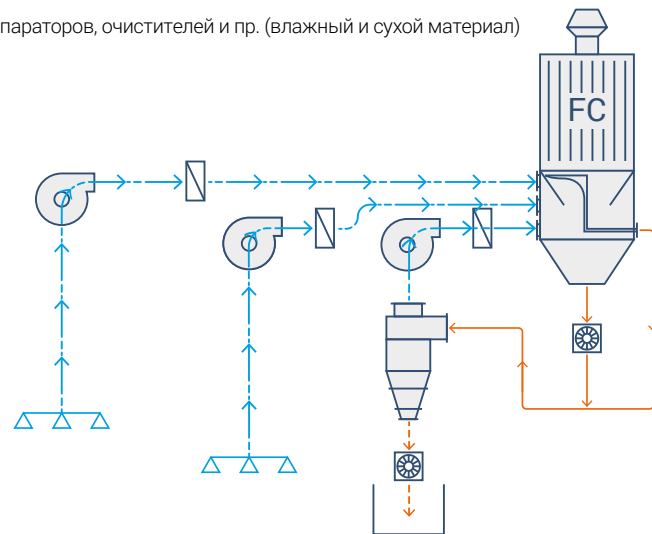 параторов, очистителей и пр. (влажный и сухой материал)
FC